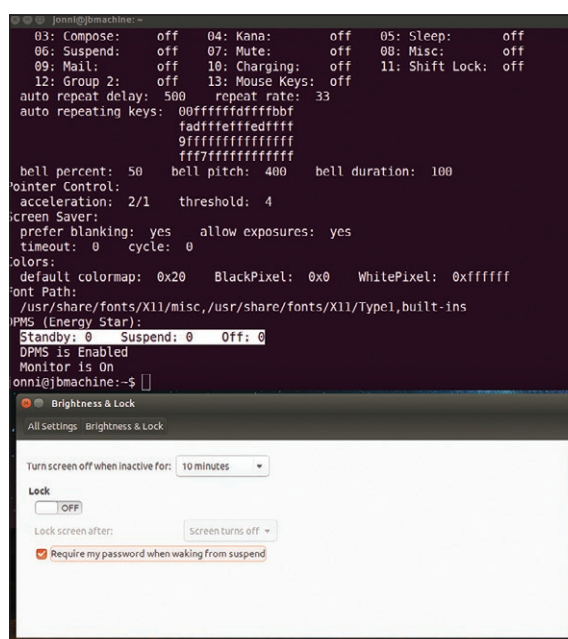 jonni@jbmachine: ~
03: Compose: off 04: Kana: off 05: Sleep: off
06: Suspend: off 07: Mute: off 08: Misc: off
09: Mail: off 10: Charging: off 11: Shift Lock: off
12: Group 2: off 13: Mouse Keys: off
auto repeat delay: 500 repeat rate: 33
auto repeating keys: 00ffffffdffffbbf
fadfffefffedffff
9fffffffffffffff
fff7ffffffffffff
bell percent: 50 bell pitch: 400 bell duration: 100
Pointer Control:
acceleration: 2/1 threshold: 4
Screen Saver:
prefer blanking: yes allow exposures: yes
timeout: 0 cycle: 0
Colors:
default colormap: 0x20 BlackPixel: 0x0 WhitePixel: 0xffffff
Font Path:
/usr/share/fonts/X11/misc,/usr/share/fonts/X11/Type1,built-ins
DPMS (Energy Star):
Standby: 0 Suspend: 0 Off: 0
DPMS is Enabled
Monitor is On
jonni@jbmachine:~$
Brightness & Lock
All Settings Brightness & Lock
Turn screen off when inactive for: 10 minutes
Lock
OFF
Lock screen after: Screen turns off
Require my password when waking from suspend